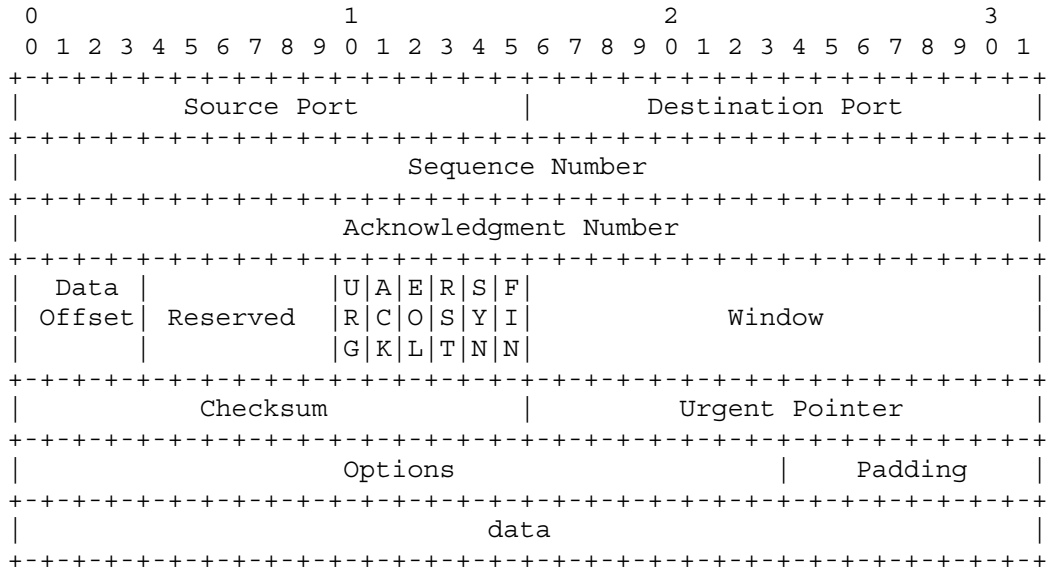 0                   1                   2                   3
 0 1 2 3 4 5 6 7 8 9 0 1 2 3 4 5 6 7 8 9 0 1 2 3 4 5 6 7 8 9 0 1
+-+-+-+-+-+-+-+-+-+-+-+-+-+-+-+-+-+-+-+-+-+-+-+-+-+-+-+-+-+-+-+-+
|          Source Port          |       Destination Port        |
+-+-+-+-+-+-+-+-+-+-+-+-+-+-+-+-+-+-+-+-+-+-+-+-+-+-+-+-+-+-+-+-+
|                        Sequence Number                        |
+-+-+-+-+-+-+-+-+-+-+-+-+-+-+-+-+-+-+-+-+-+-+-+-+-+-+-+-+-+-+-+-+
|                    Acknowledgment Number                      |
+-+-+-+-+-+-+-+-+-+-+-+-+-+-+-+-+-+-+-+-+-+-+-+-+-+-+-+-+-+-+-+-+
|  Data |           |U|A|E|R|S|F|                               |
| Offset| Reserved  |R|C|O|S|Y|I|            Window             |
|       |           |G|K|L|T|N|N|                               |
+-+-+-+-+-+-+-+-+-+-+-+-+-+-+-+-+-+-+-+-+-+-+-+-+-+-+-+-+-+-+-+-+
|           Checksum            |         Urgent Pointer        |
+-+-+-+-+-+-+-+-+-+-+-+-+-+-+-+-+-+-+-+-+-+-+-+-+-+-+-+-+-+-+-+-+
|                    Options                    |    Padding    |
+-+-+-+-+-+-+-+-+-+-+-+-+-+-+-+-+-+-+-+-+-+-+-+-+-+-+-+-+-+-+-+-+
|                             data                              |
+-+-+-+-+-+-+-+-+-+-+-+-+-+-+-+-+-+-+-+-+-+-+-+-+-+-+-+-+-+-+-+-+